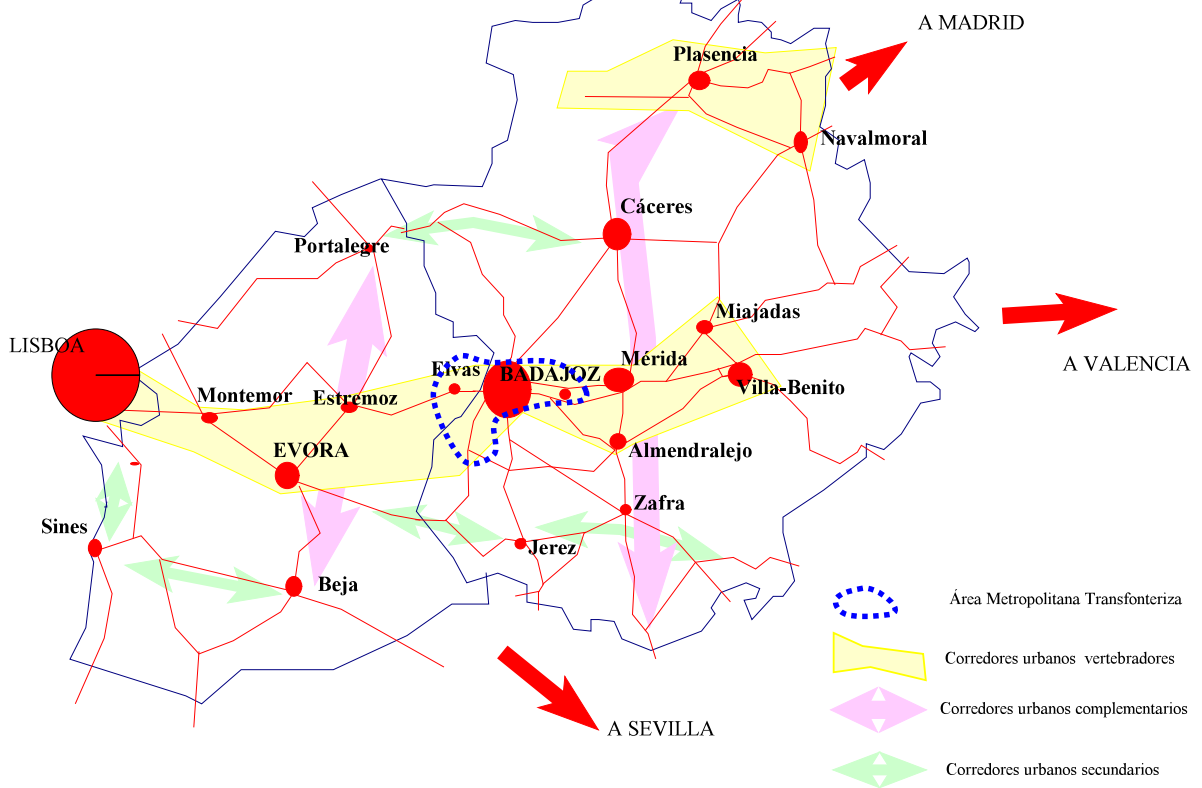 A MADRID
Plasencia
Navalmoral
Cáceres
Portalegre
Miajadas
LISBOA
A VALENCIA
Mérida
Elvas
BADAJOZ
Villa-Benito
Montemor
Estremoz
EVORA
Almendralejo
Zafra
Sines
Jerez
Beja
A SEVILLA
Área Metropolitana Transfonteriza
Corredores urbanos vertebradores
Corredores urbanos complementarios
Corredores urbanos secundarios